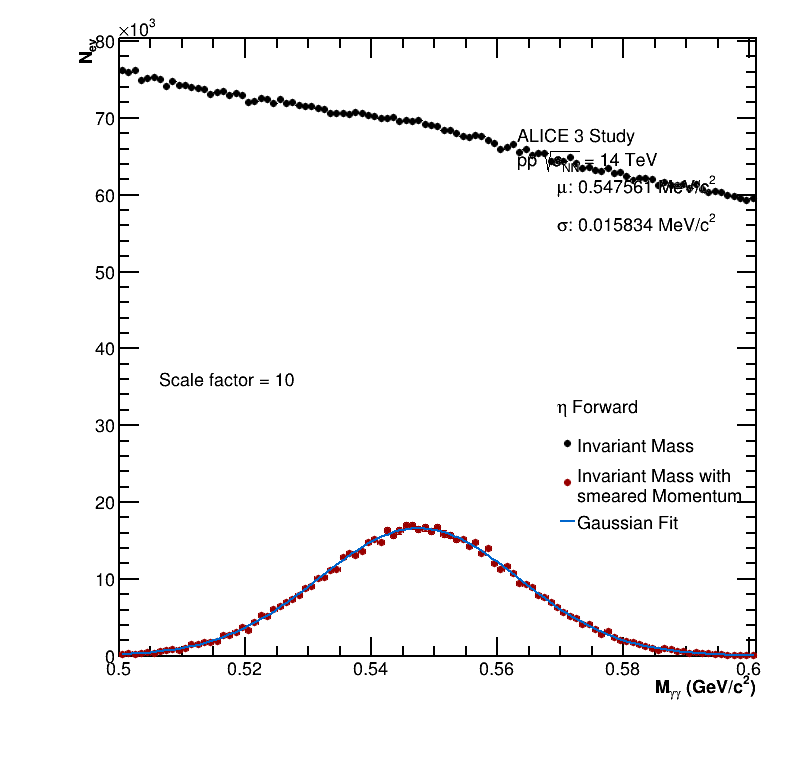 ×10³
N_ev
80
70
60
50
40
30
20
10
0
ALICE 3 Study
pp √s_NN = 14 TeV
μ: 0.547561 MeV/c²
σ: 0.015834 MeV/c²
Scale factor = 10
η Forward
Invariant Mass
Invariant Mass with
smeared Momentum
Gaussian Fit
0.5 0.52 0.54 0.56 0.58 0.6
M_γγ (GeV/c²)